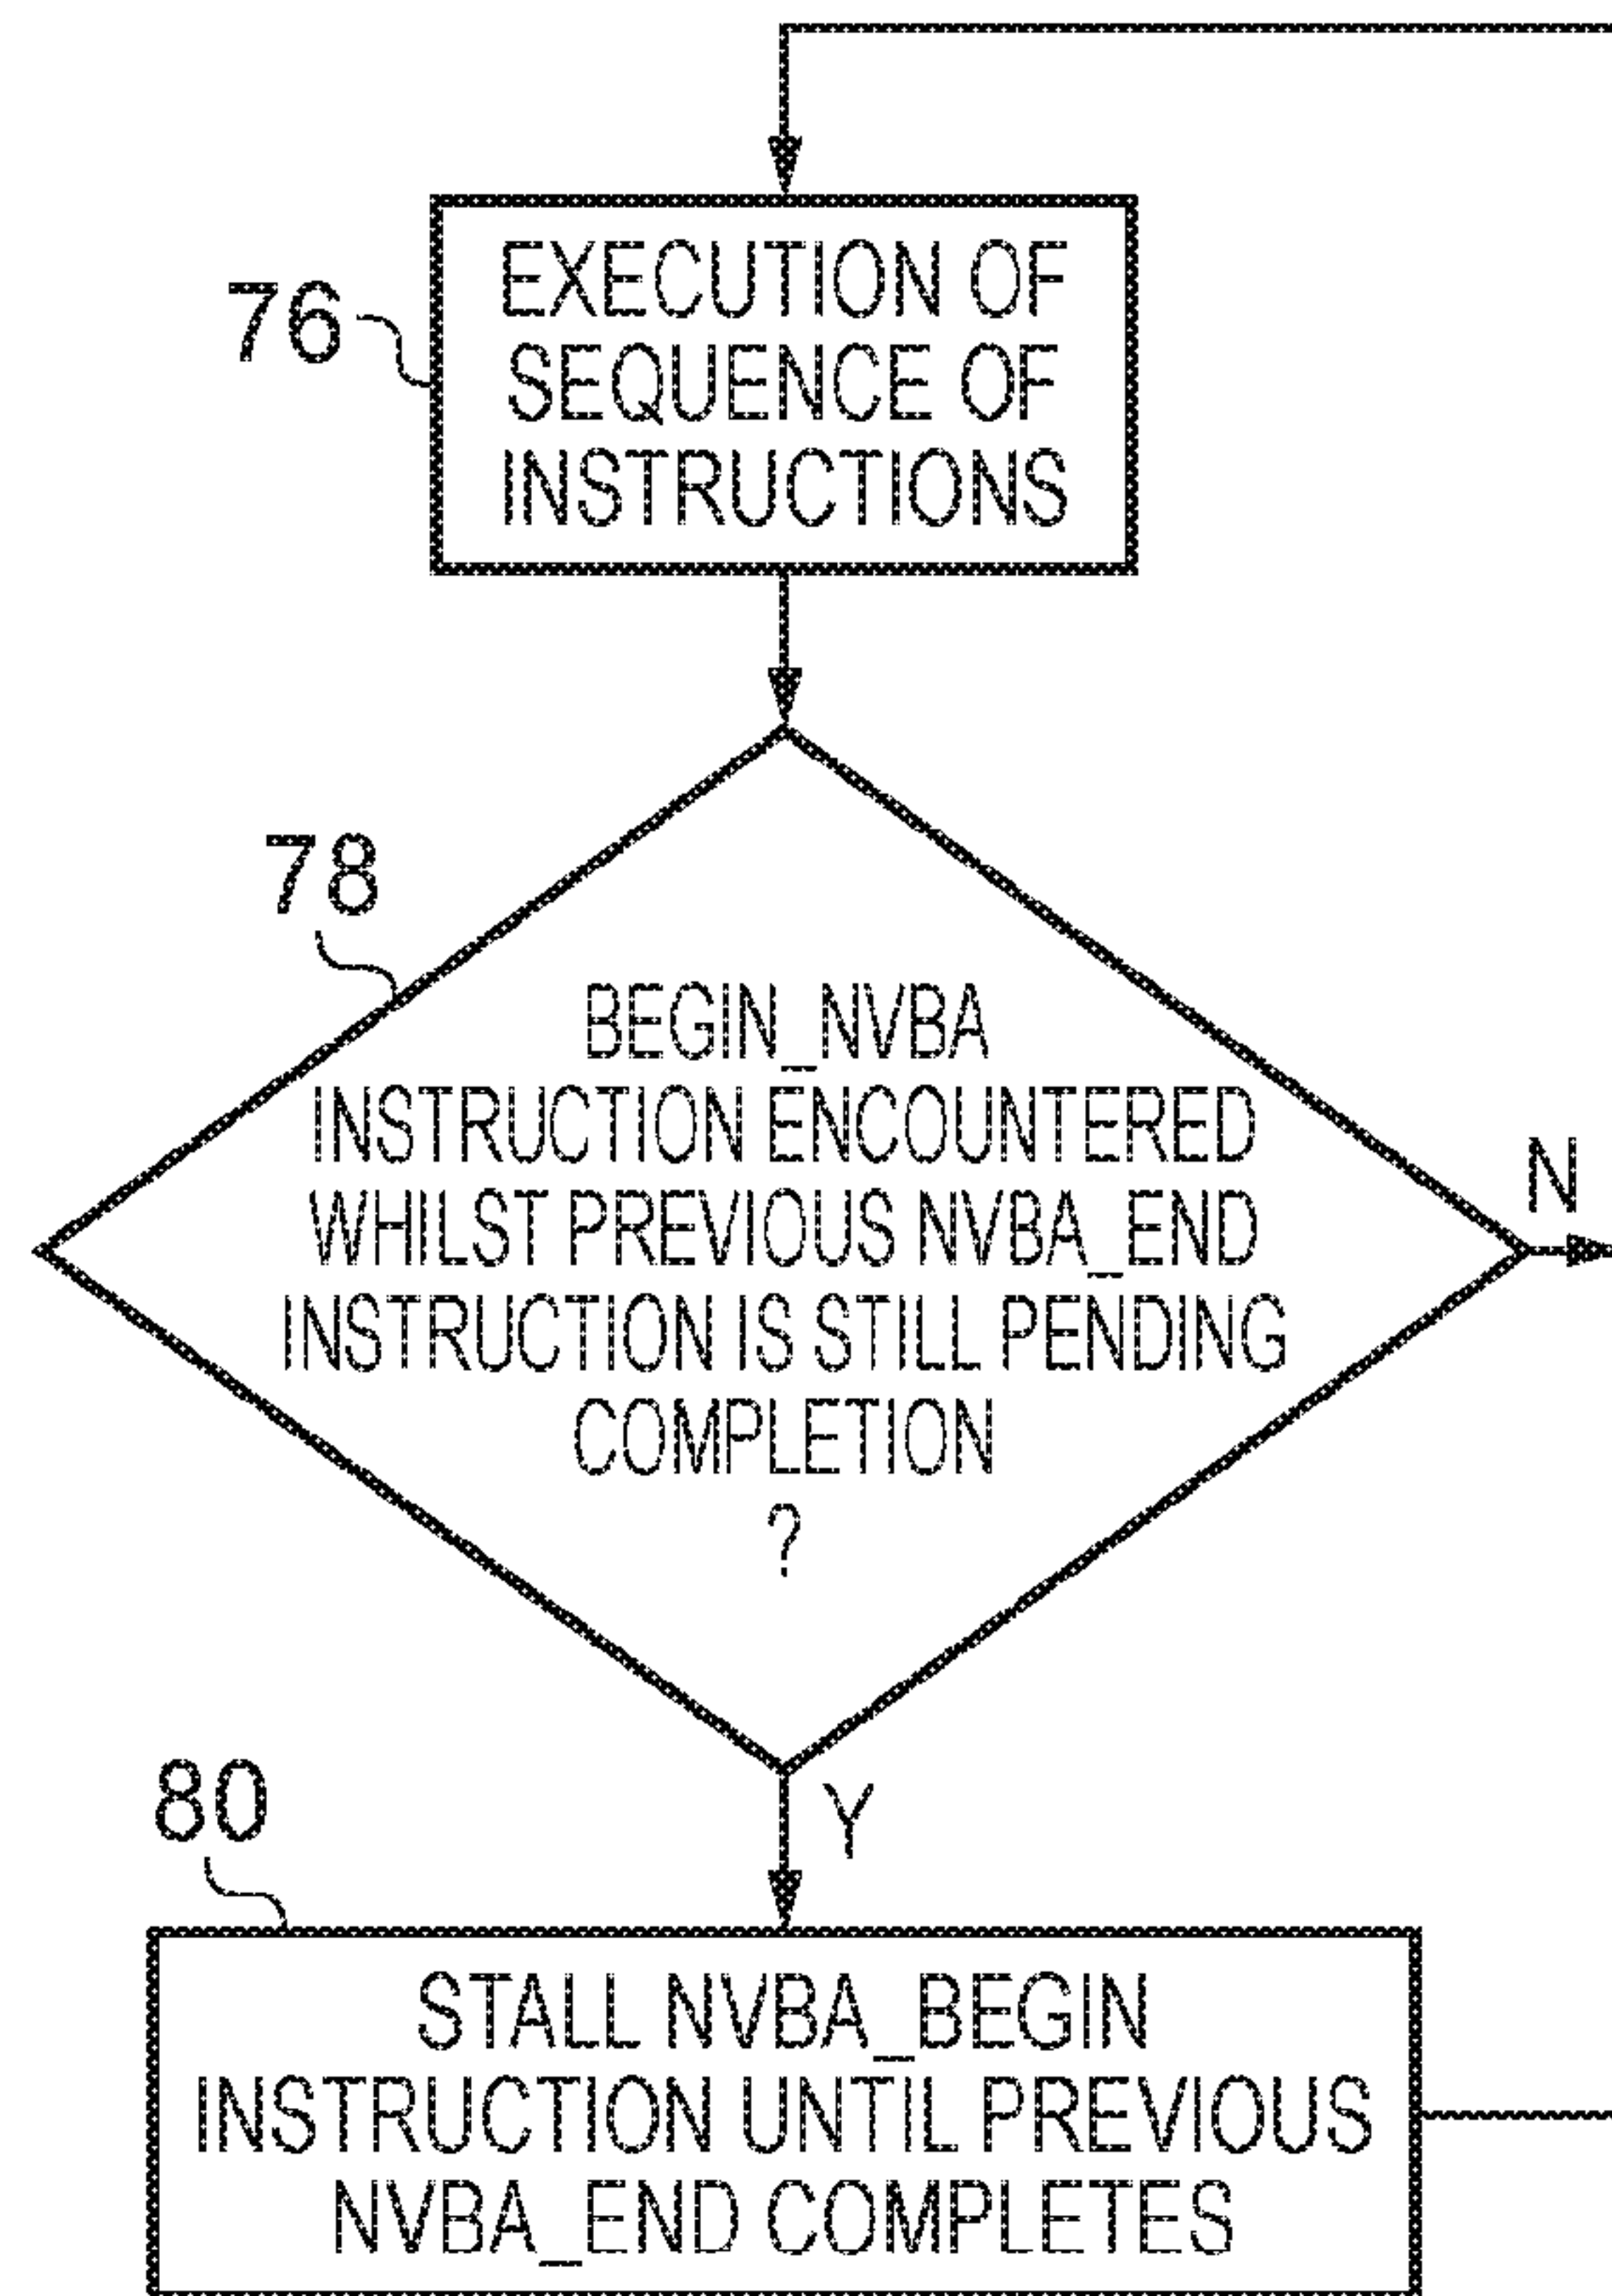 76
EXECUTION OF
SEQUENCE OF
INSTRUCTIONS
78
BEGIN_NVBA
INSTRUCTION ENCOUNTERED
WHILST PREVIOUS NVBA_END
INSTRUCTION IS STILL PENDING
COMPLETION
?
N
Y
80
STALL NVBA_BEGIN
INSTRUCTION UNTIL PREVIOUS
NVBA_END COMPLETES